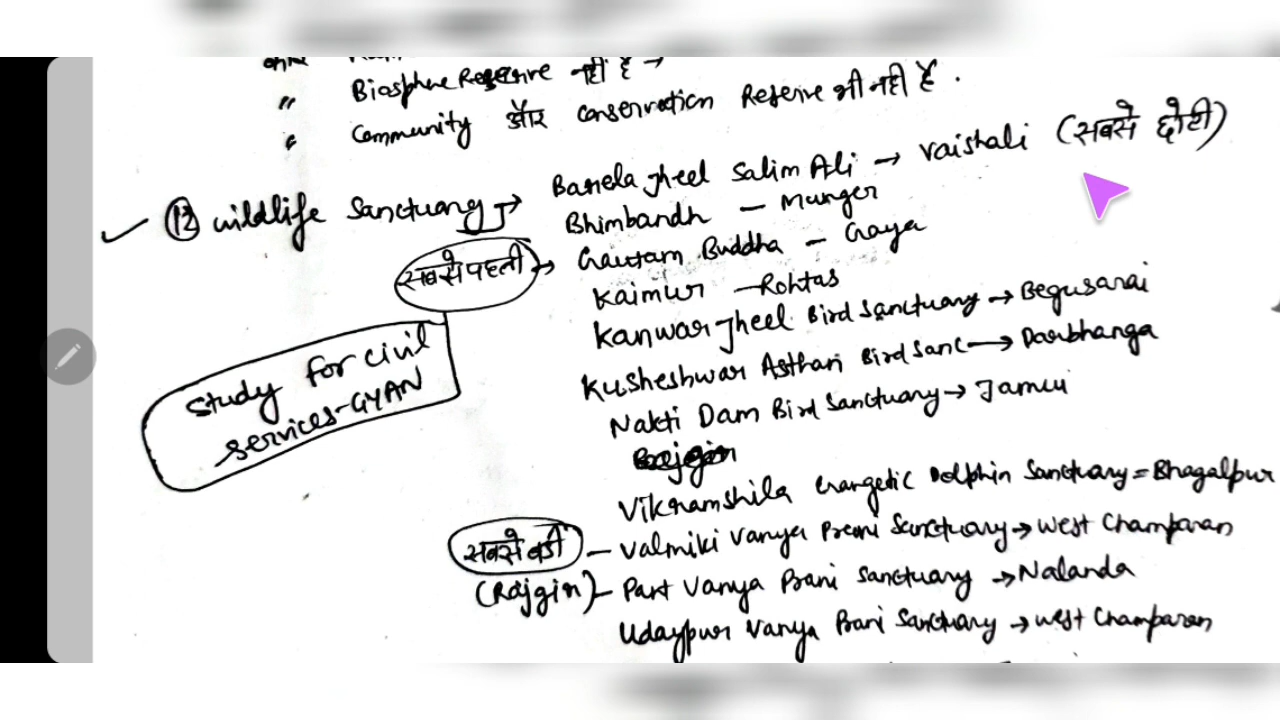 " Biosphere Reserve नहीं है →
" Community और Conservation Reserve भी नहीं है .
⑫ wildlife Sanctuary → Barela Jheel Salim Ali → Vaishali (सबसे छोटी)
Bhimbandh - Munger
सबसे पहली → Gautam Buddha - Gaya
Kaimur - Rohtas
Kanwar Jheel Bird Sanctuary → Begusarai
Kusheshwar Asthan Bird Sanc → Darbhanga
Nakti Dam Bird Sanctuary → Jamui
Vikramshila Gangetic Dolphin Sanctuary = Bhagalpur
सबसे बड़ी - Valmiki Vanya Prani Sanctuary → West Champaran
(Rajgir) - Part Vanya Prani Sanctuary → Nalanda
Udaypur Vanya Prani Sanctuary → West Champaran
Study for civil
services-GYAN